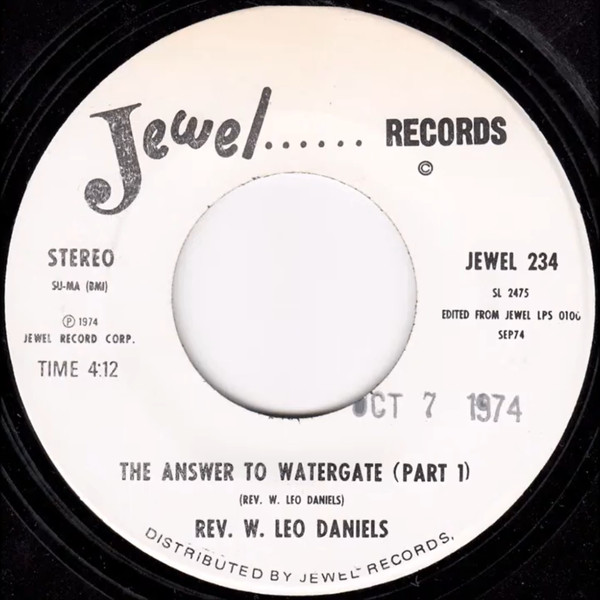 Jewel...... RECORDS
©
STEREO
SU-MA (BMI)
℗ 1974
JEWEL RECORD CORP.
TIME 4:12
JEWEL 234
SL 2475
EDITED FROM JEWEL LPS 0106
SEP74
OCT 7 1974
THE ANSWER TO WATERGATE (PART 1)
(REV. W. LEO DANIELS)
REV. W. LEO DANIELS
DISTRIBUTED BY JEWEL RECORDS,